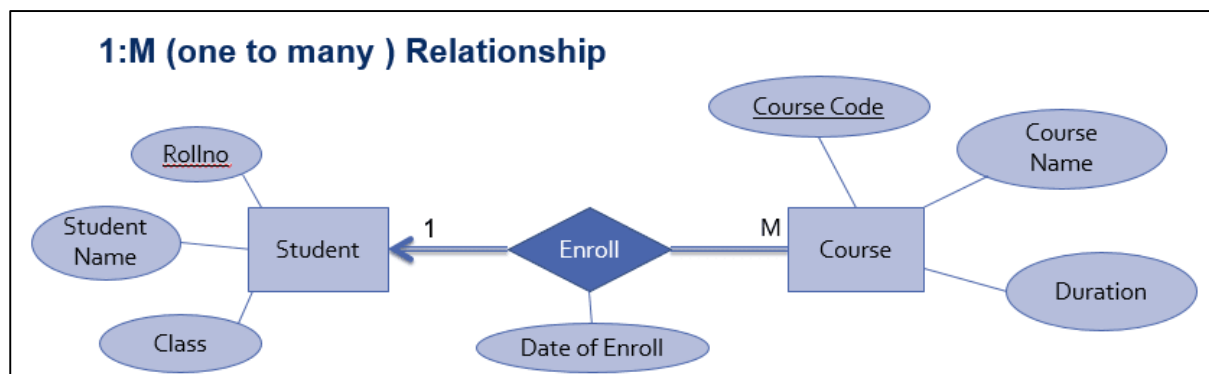 1:M (one to many ) Relationship
Course Code
Course
Name
Rollno
Student
Name
Student
1
Enroll
M
Course
Class
Date of Enroll
Duration